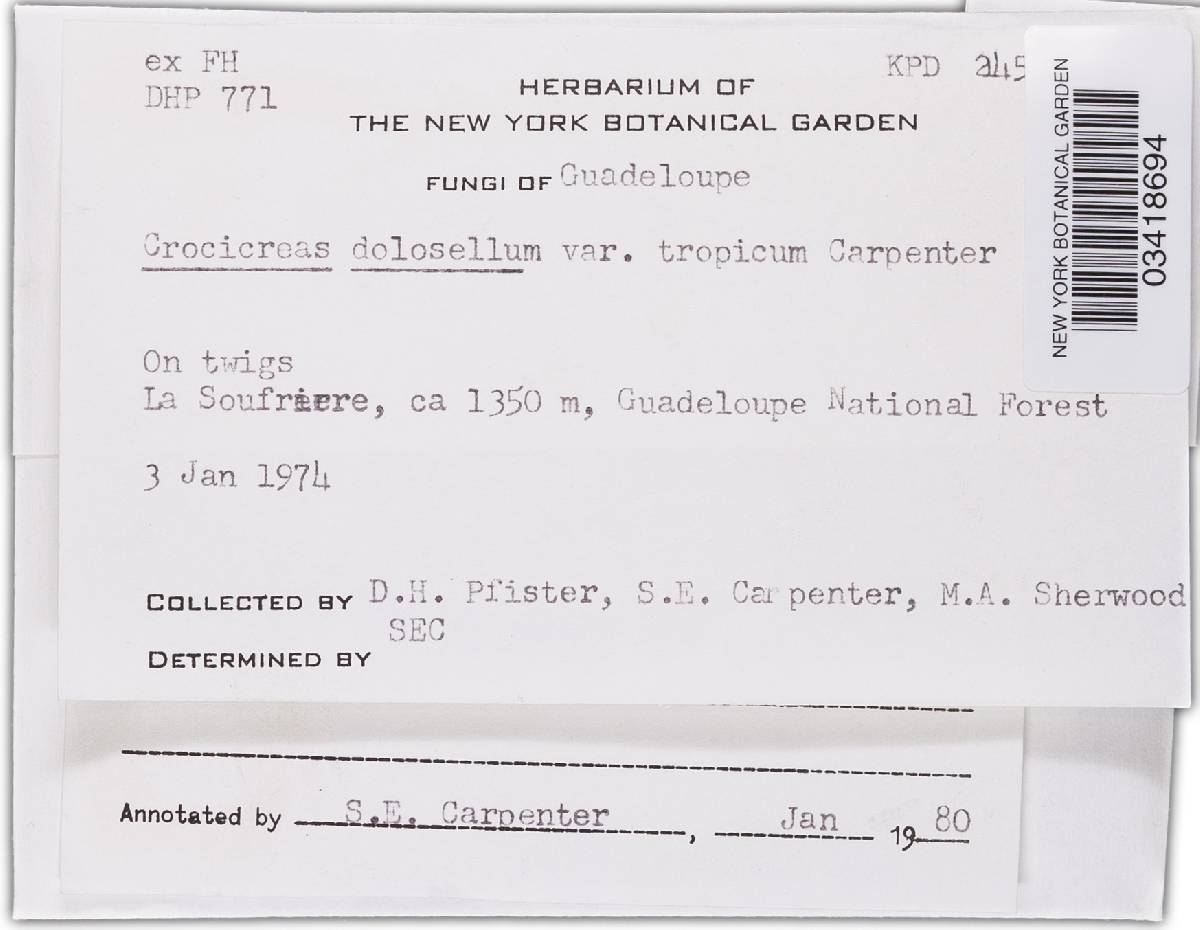 ex FH
DHP 771
KPD 245
HERBARIUM OF
THE NEW YORK BOTANICAL GARDEN
FUNGI OF Guadeloupe
Crocicreas dolosellum var. tropicum Carpenter
On twigs
La Soufriere, ca 1350 m, Guadeloupe National Forest
3 Jan 1974
COLLECTED BY D.H. Pfister, S.E. Carpenter, M.A. Sherwood
SEC
DETERMINED BY
Annotated by S.E. Carpenter, Jan 1980
NEW YORK BOTANICAL GARDEN
03418694